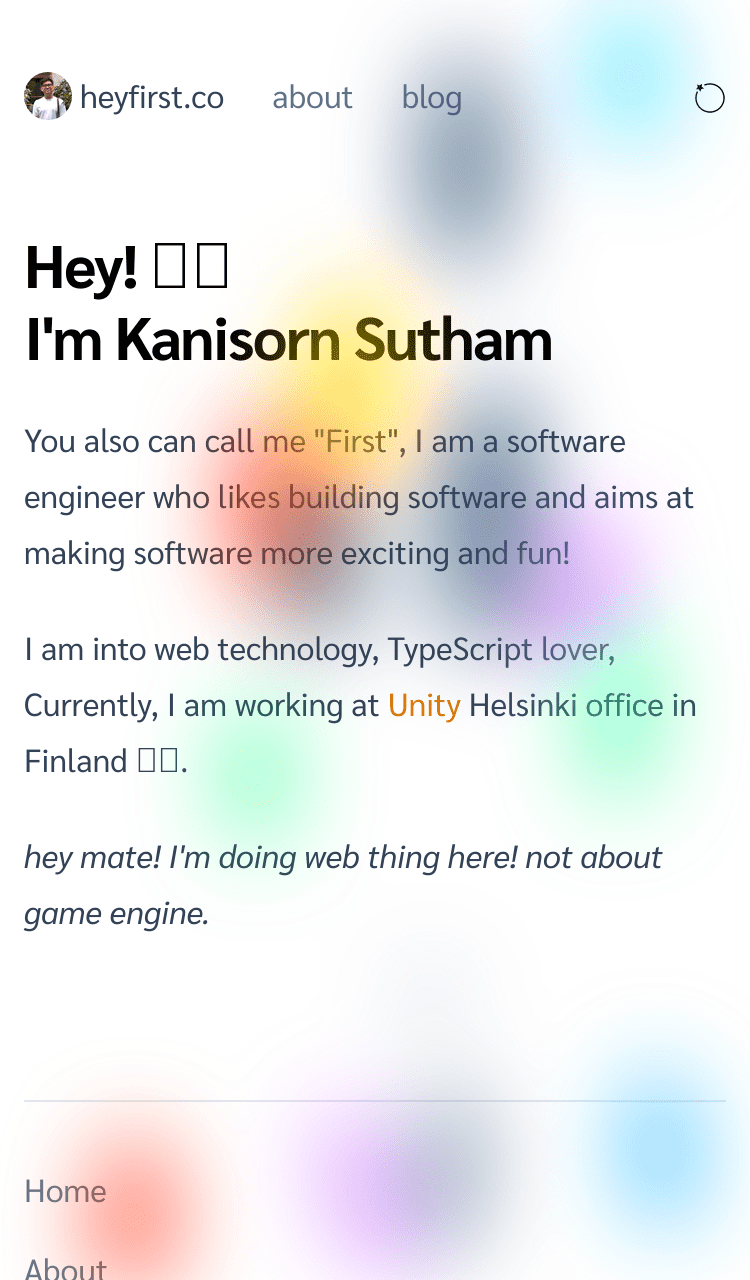 heyfirst.co about blog
Hey!
I'm Kanisorn Sutham
You also can call me "First", I am a software
engineer who likes building software and aims at
making software more exciting and fun!
I am into web technology, TypeScript lover,
Currently, I am working at Unity Helsinki office in
Finland .
hey mate! I'm doing web thing here! not about
game engine.
Home
About